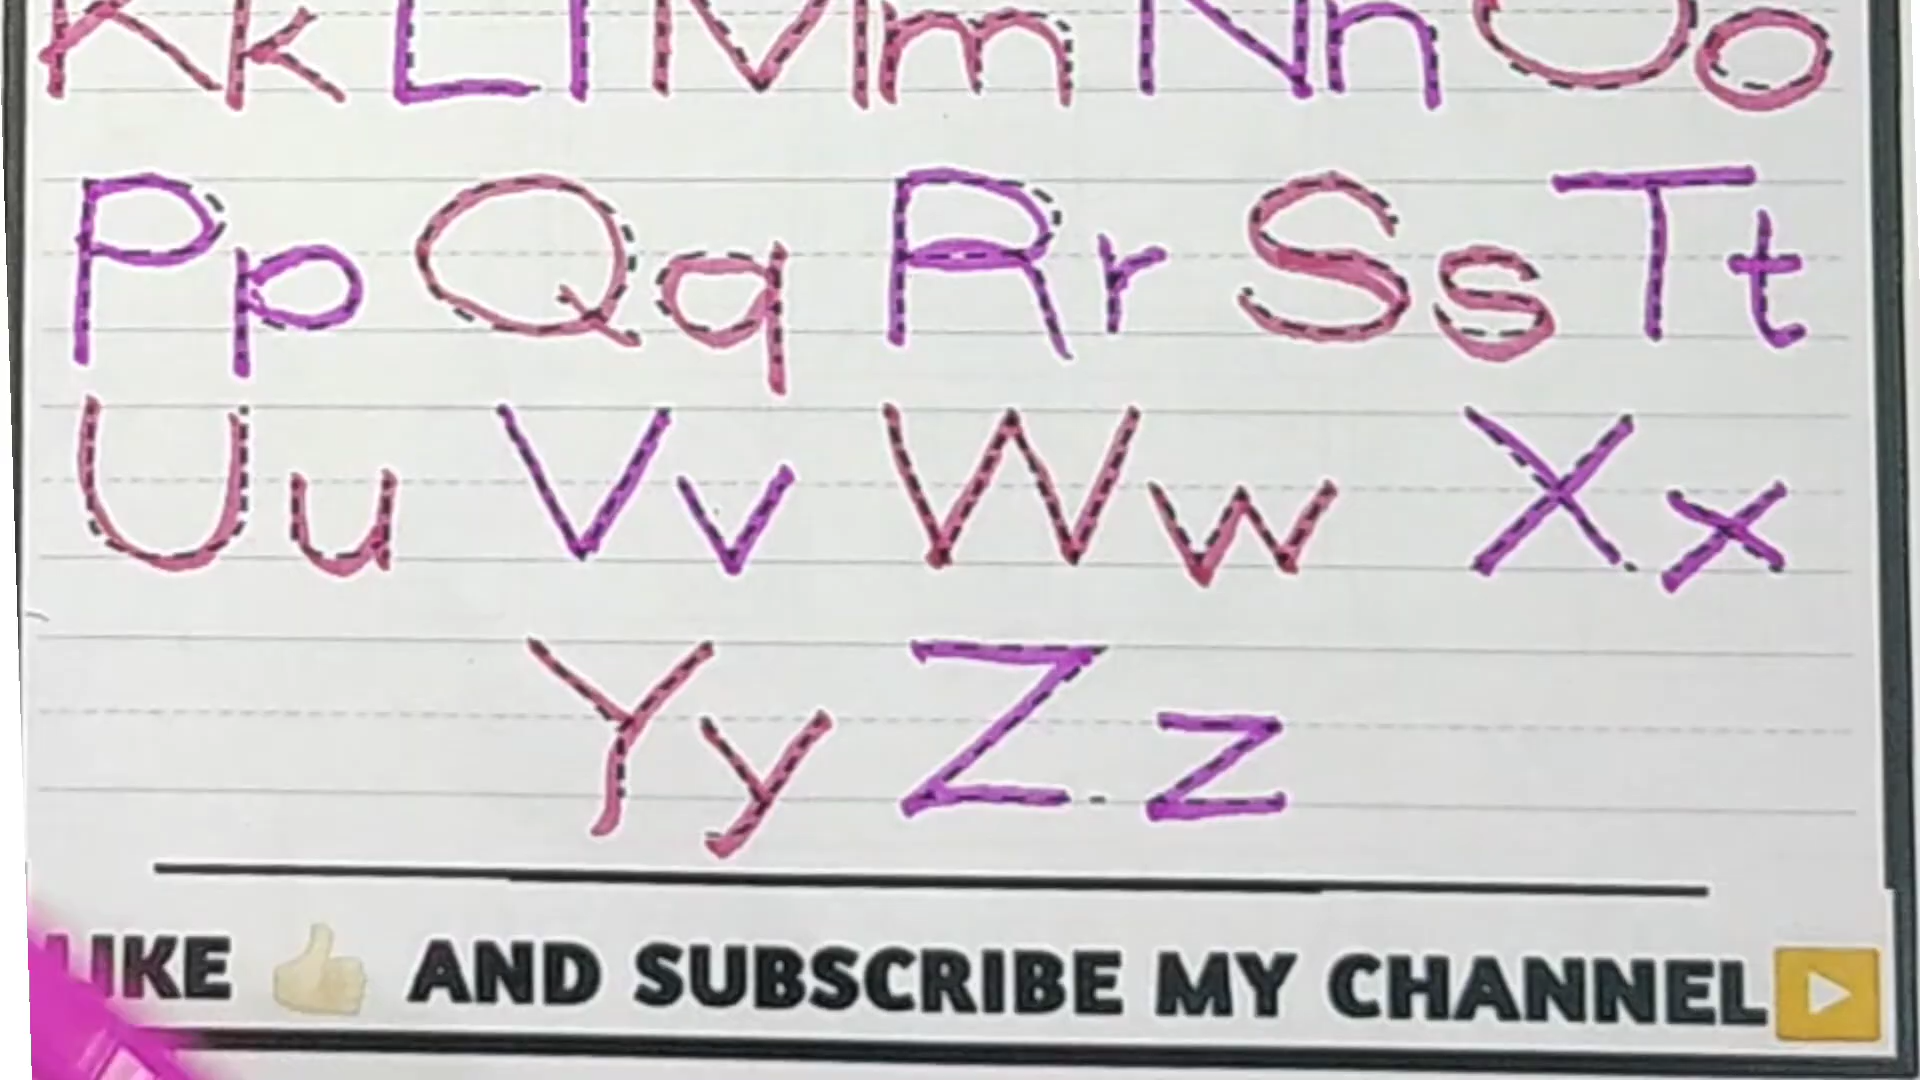 Kk Ll Mm Nn Oo
Pp Qq Rr Ss Tt
Uu Vv Ww Xx
Yy Zz
LIKE 👍 AND SUBSCRIBE MY CHANNEL